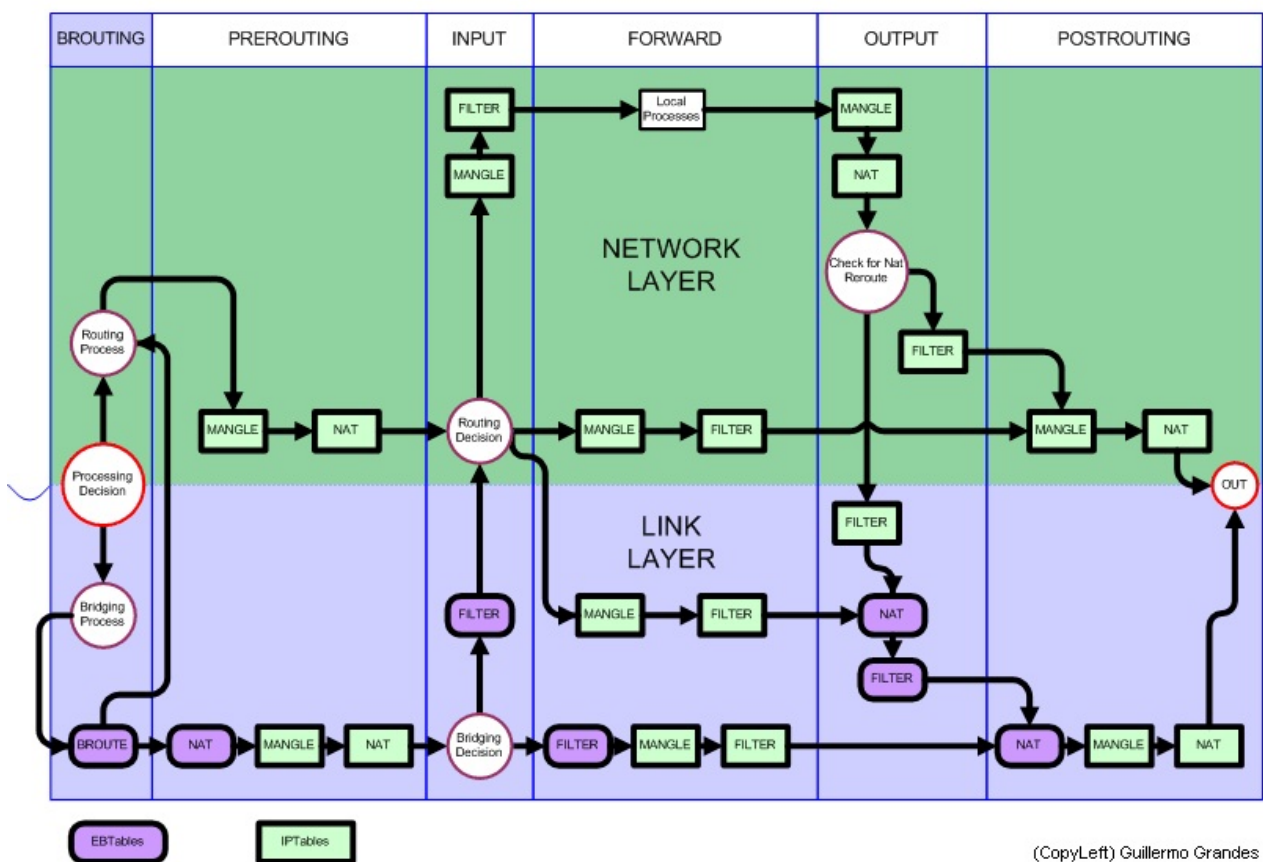 BROUTING PREROUTING INPUT FORWARD OUTPUT POSTROUTING
FILTER
Local
Processes
MANGLE
MANGLE
NAT
NETWORK
LAYER
Check for Nat
Reroute
Routing
Process
FILTER
MANGLE
NAT
Routing
Decision
MANGLE
FILTER
MANGLE
NAT
Processing
Decision
OUT
LINK
LAYER
FILTER
Bridging
Process
FILTER
MANGLE
FILTER
NAT
FILTER
BROUTE
NAT
MANGLE
NAT
Bridging
Decision
FILTER
MANGLE
FILTER
NAT
MANGLE
NAT
EBTables
IPTables
(CopyLeft) Guillermo Grandes